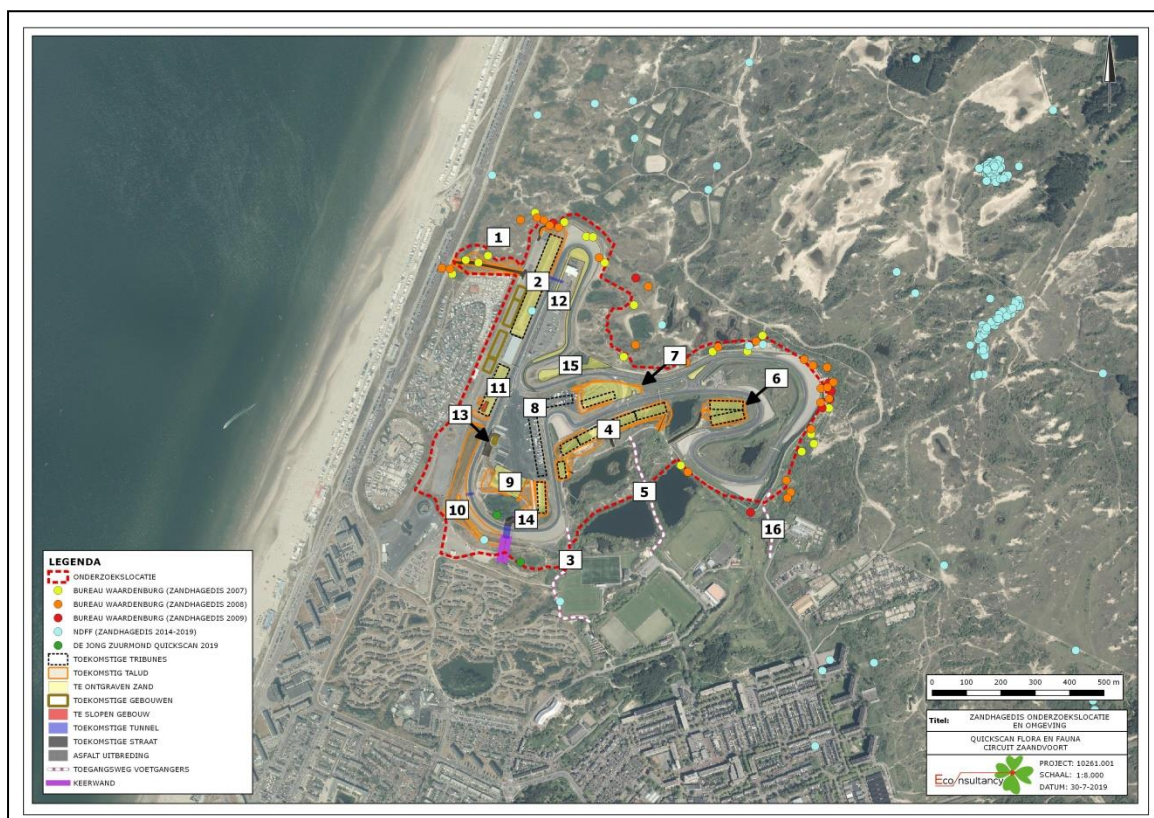 1
2
12
15
7
6
11
8
13
4
9
5
10
14
16
3
LEGENDA
ONDERZOEKSLOCATIE
BUREAU WAARDENBURG (ZANDHAGEDIS 2007)
BUREAU WAARDENBURG (ZANDHAGEDIS 2008)
BUREAU WAARDENBURG (ZANDHAGEDIS 2009)
NDFF (ZANDHAGEDIS 2014-2019)
DE JONG ZUURMOND QUICKSCAN 2019
TOEKOMSTIGE TRIBUNES
TOEKOMSTIG TALUD
TE ONTGRAVEN ZAND
TOEKOMSTIGE GEBOUWEN
TE SLOPEN GEBOUW
TOEKOMSTIGE TUNNEL
TOEKOMSTIGE STRAAT
ASFALT UITBREDING
TOEGANGSWEG VOETGANGERS
KEERWAND
0 100 200 300 400 500 m
Titel: ZANDHAGEDIS ONDERZOEKSLOCATIE
EN OMGEVING
QUICKSCAN FLORA EN FAUNA
CIRCUIT ZAANDVOORT
Econsultancy
PROJECT: 10261.001
SCHAAL: 1:8.000
DATUM: 30-7-2019